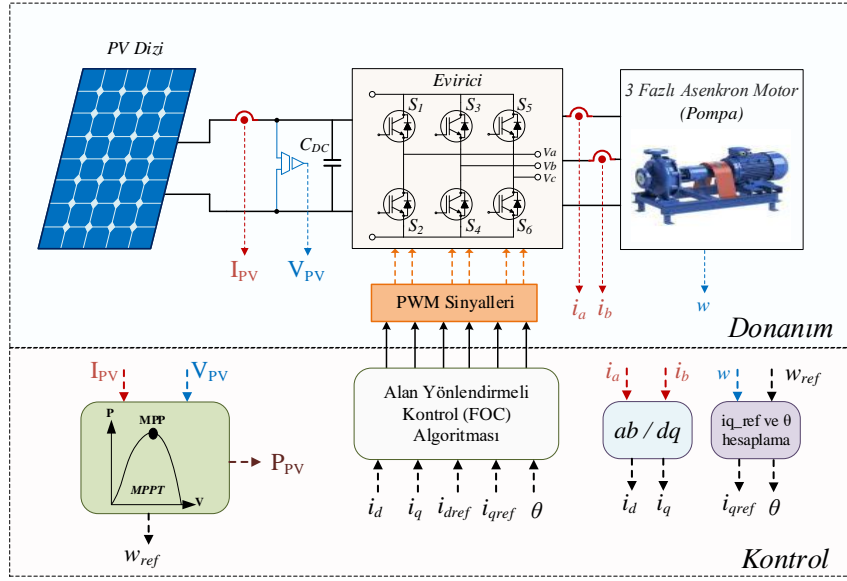 PV Dizi
Evirici
3 Fazlı Asenkron Motor
(Pompa)
S1
S3
S5
CDC
Va
Vb
Vc
S2
S4
S6
IPV
VPV
PWM Sinyalleri
ia
ib
w
Donanım
IPV
VPV
P
MPP
MPPT
V
PPV
wref
Alan Yönlendirmeli
Kontrol (FOC)
Algoritması
id
iq
idref
iqref
θ
ia
ib
ab / dq
id
iq
w
wref
iq_ref ve θ
hesaplama
iqref
θ
Kontrol